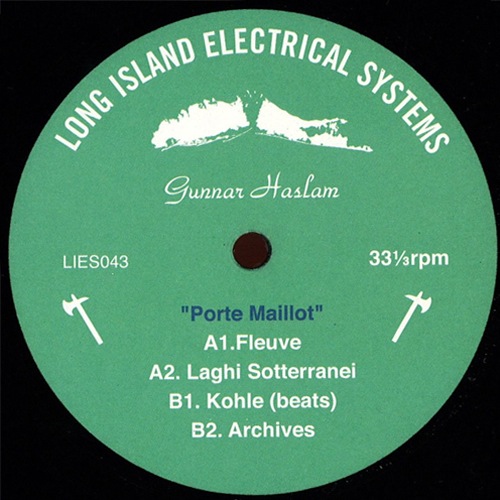 LONG ISLAND ELECTRICAL SYSTEMS
Gunnar Haslam
LIES043
33⅓rpm
"Porte Maillot"
A1.Fleuve
A2. Laghi Sotterranei
B1. Kohle (beats)
B2. Archives